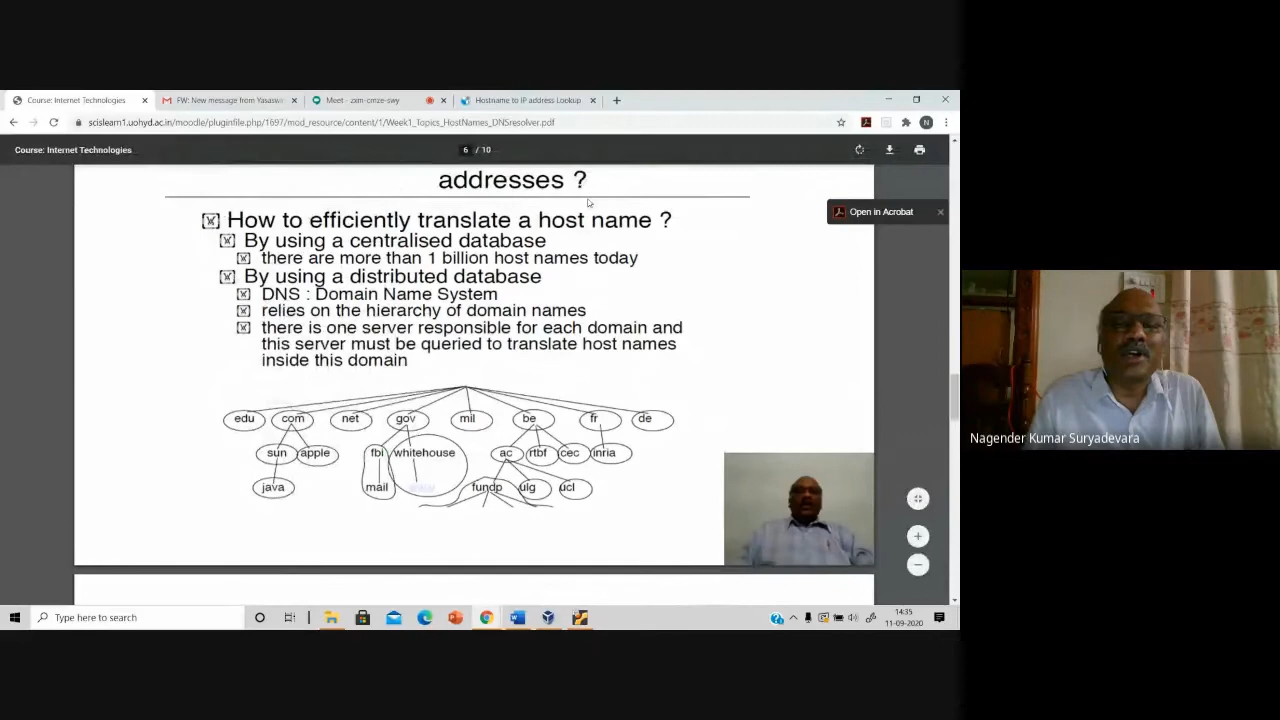 Course: Internet Technologies
FW: New message from Yasasw
Meet - zxm-cmze-swy
Hostname to IP address Lookup
scislearn1.uohyd.ac.in/moodle/pluginfile.php/1697/mod_resource/content/1/Week1_Topics_HostNames_DNSresolver.pdf
N
Course: Internet Technologies
6 / 10
addresses ?
Open in Acrobat
How to efficiently translate a host name ?
By using a centralised database
there are more than 1 billion host names today
By using a distributed database
DNS : Domain Name System
relies on the hierarchy of domain names
there is one server responsible for each domain and
this server must be queried to translate host names
inside this domain
edu com net gov mil be fr de
sun apple fbi whitehouse ac rtbf cec inria
java mail fundp ulg ucl
Nagender Kumar Suryadevara
Type here to search
14:35
11-09-2020